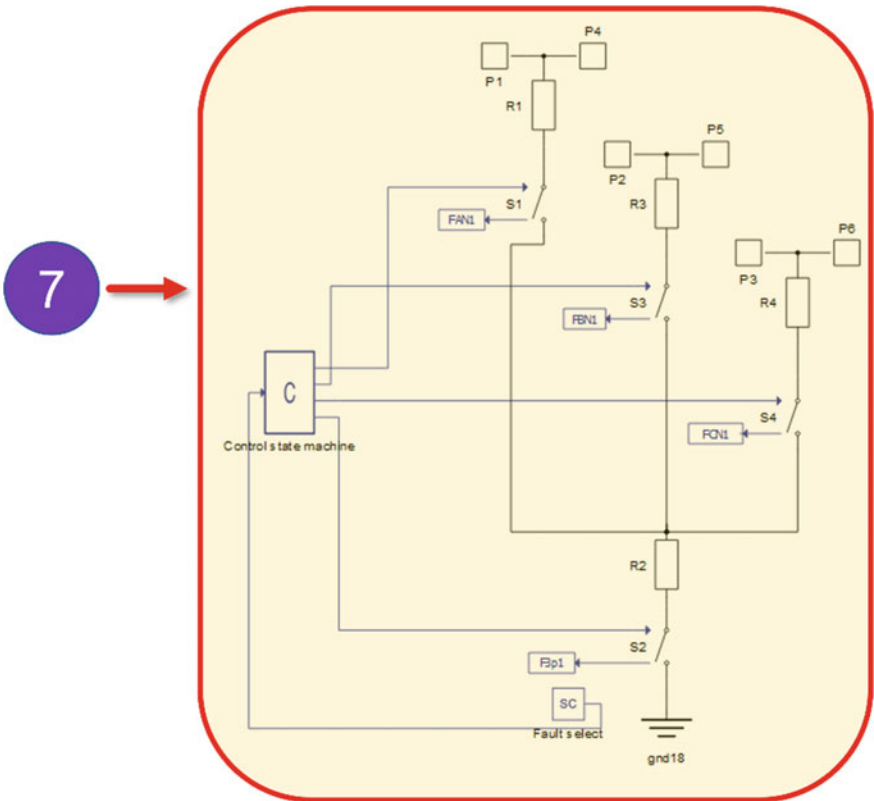 P4
P1
R1
P5
P2
S1
R3
FAN1
P6
7
P3
S3
R4
FBN1
C
S4
FCN1
Control state machine
R2
S2
F3p1
SC
Fault select
gnd18